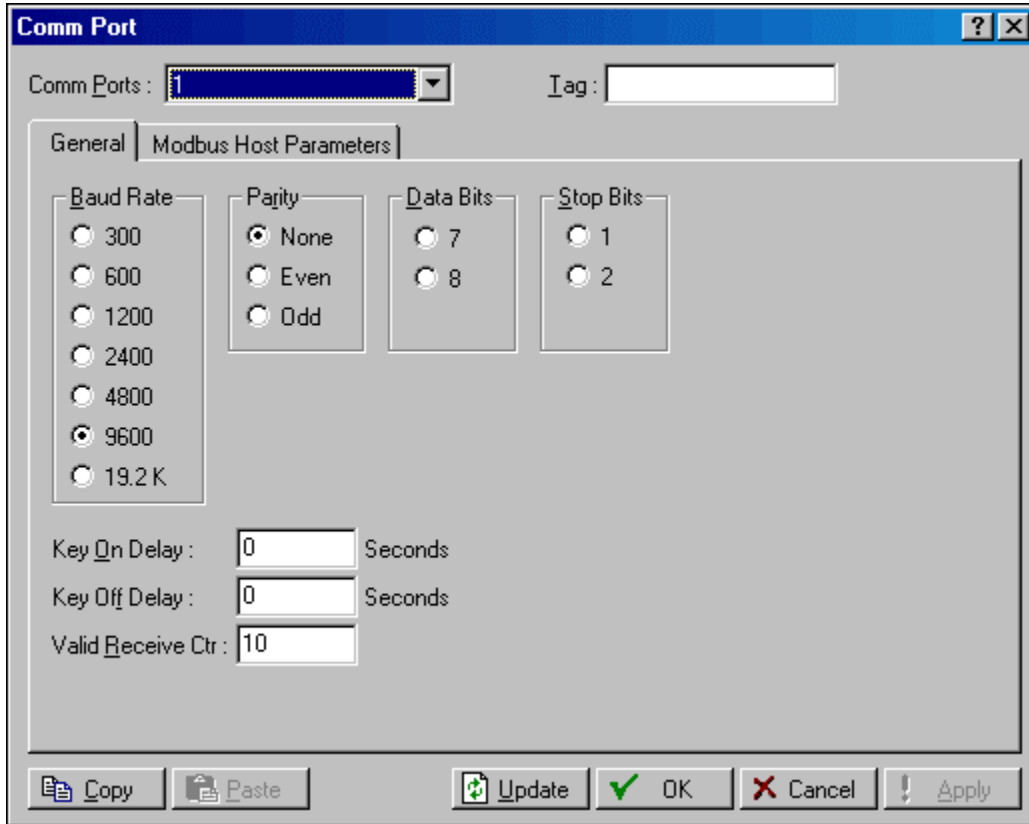 Comm Port
Comm Ports : 1
Tag :
General
Modbus Host Parameters
Baud Rate
300
600
1200
2400
4800
9600
19.2 K
Parity
None
Even
Odd
Data Bits
7
8
Stop Bits
1
2
Key On Delay : 0 Seconds
Key Off Delay : 0 Seconds
Valid Receive Ctr : 10
Copy
Paste
Update
OK
Cancel
Apply